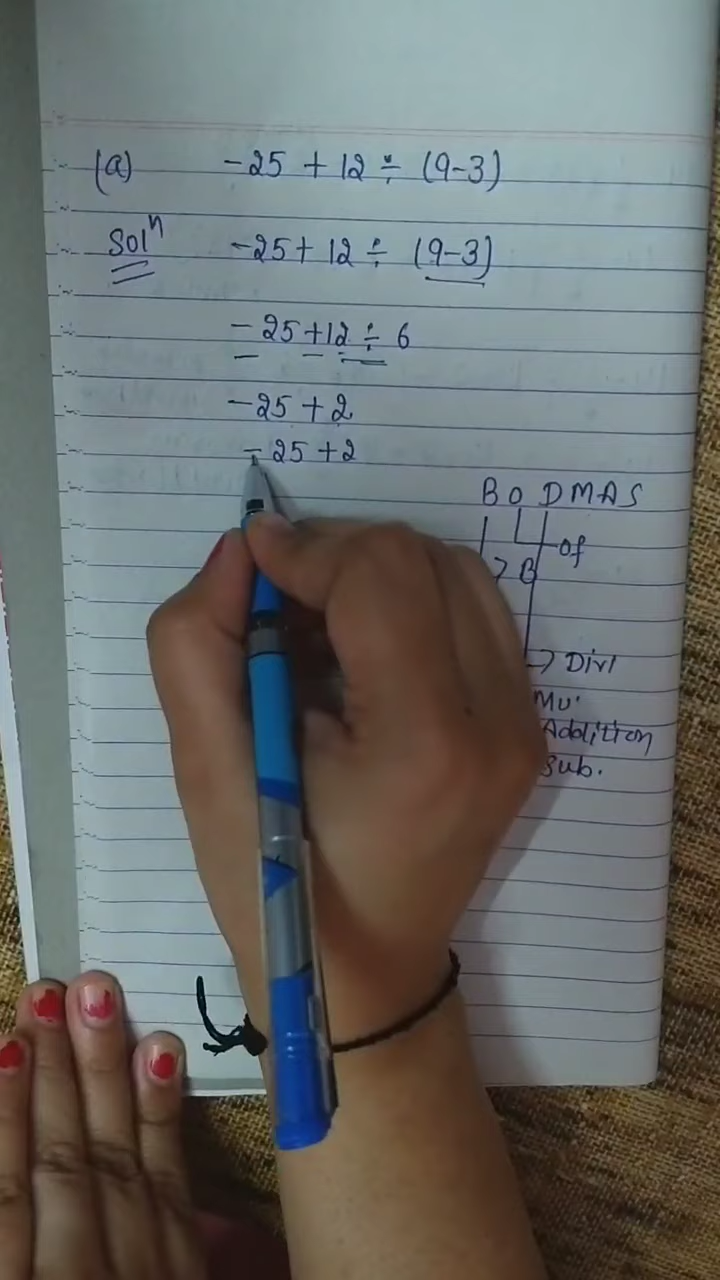 (a) -25 + 12 ÷ (9-3)
Solⁿ -25 + 12 ÷ (9-3)
-25 +12 ÷ 6
-25 + 2
-25 + 2
B O D M A S
Of
B
Divi
Mu
Addition
Sub.